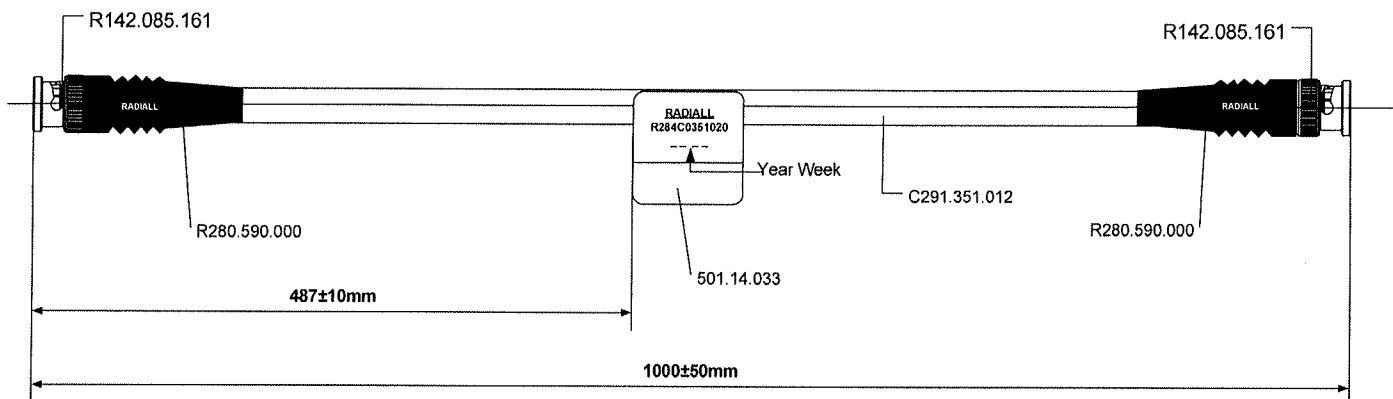 R142.085.161
R142.085.161
RADIALL
RADIALL
R284C0351020
RADIALL
Year Week
C291.351.012
R280.590.000
R280.590.000
501.14.033
487±10mm
1000±50mm